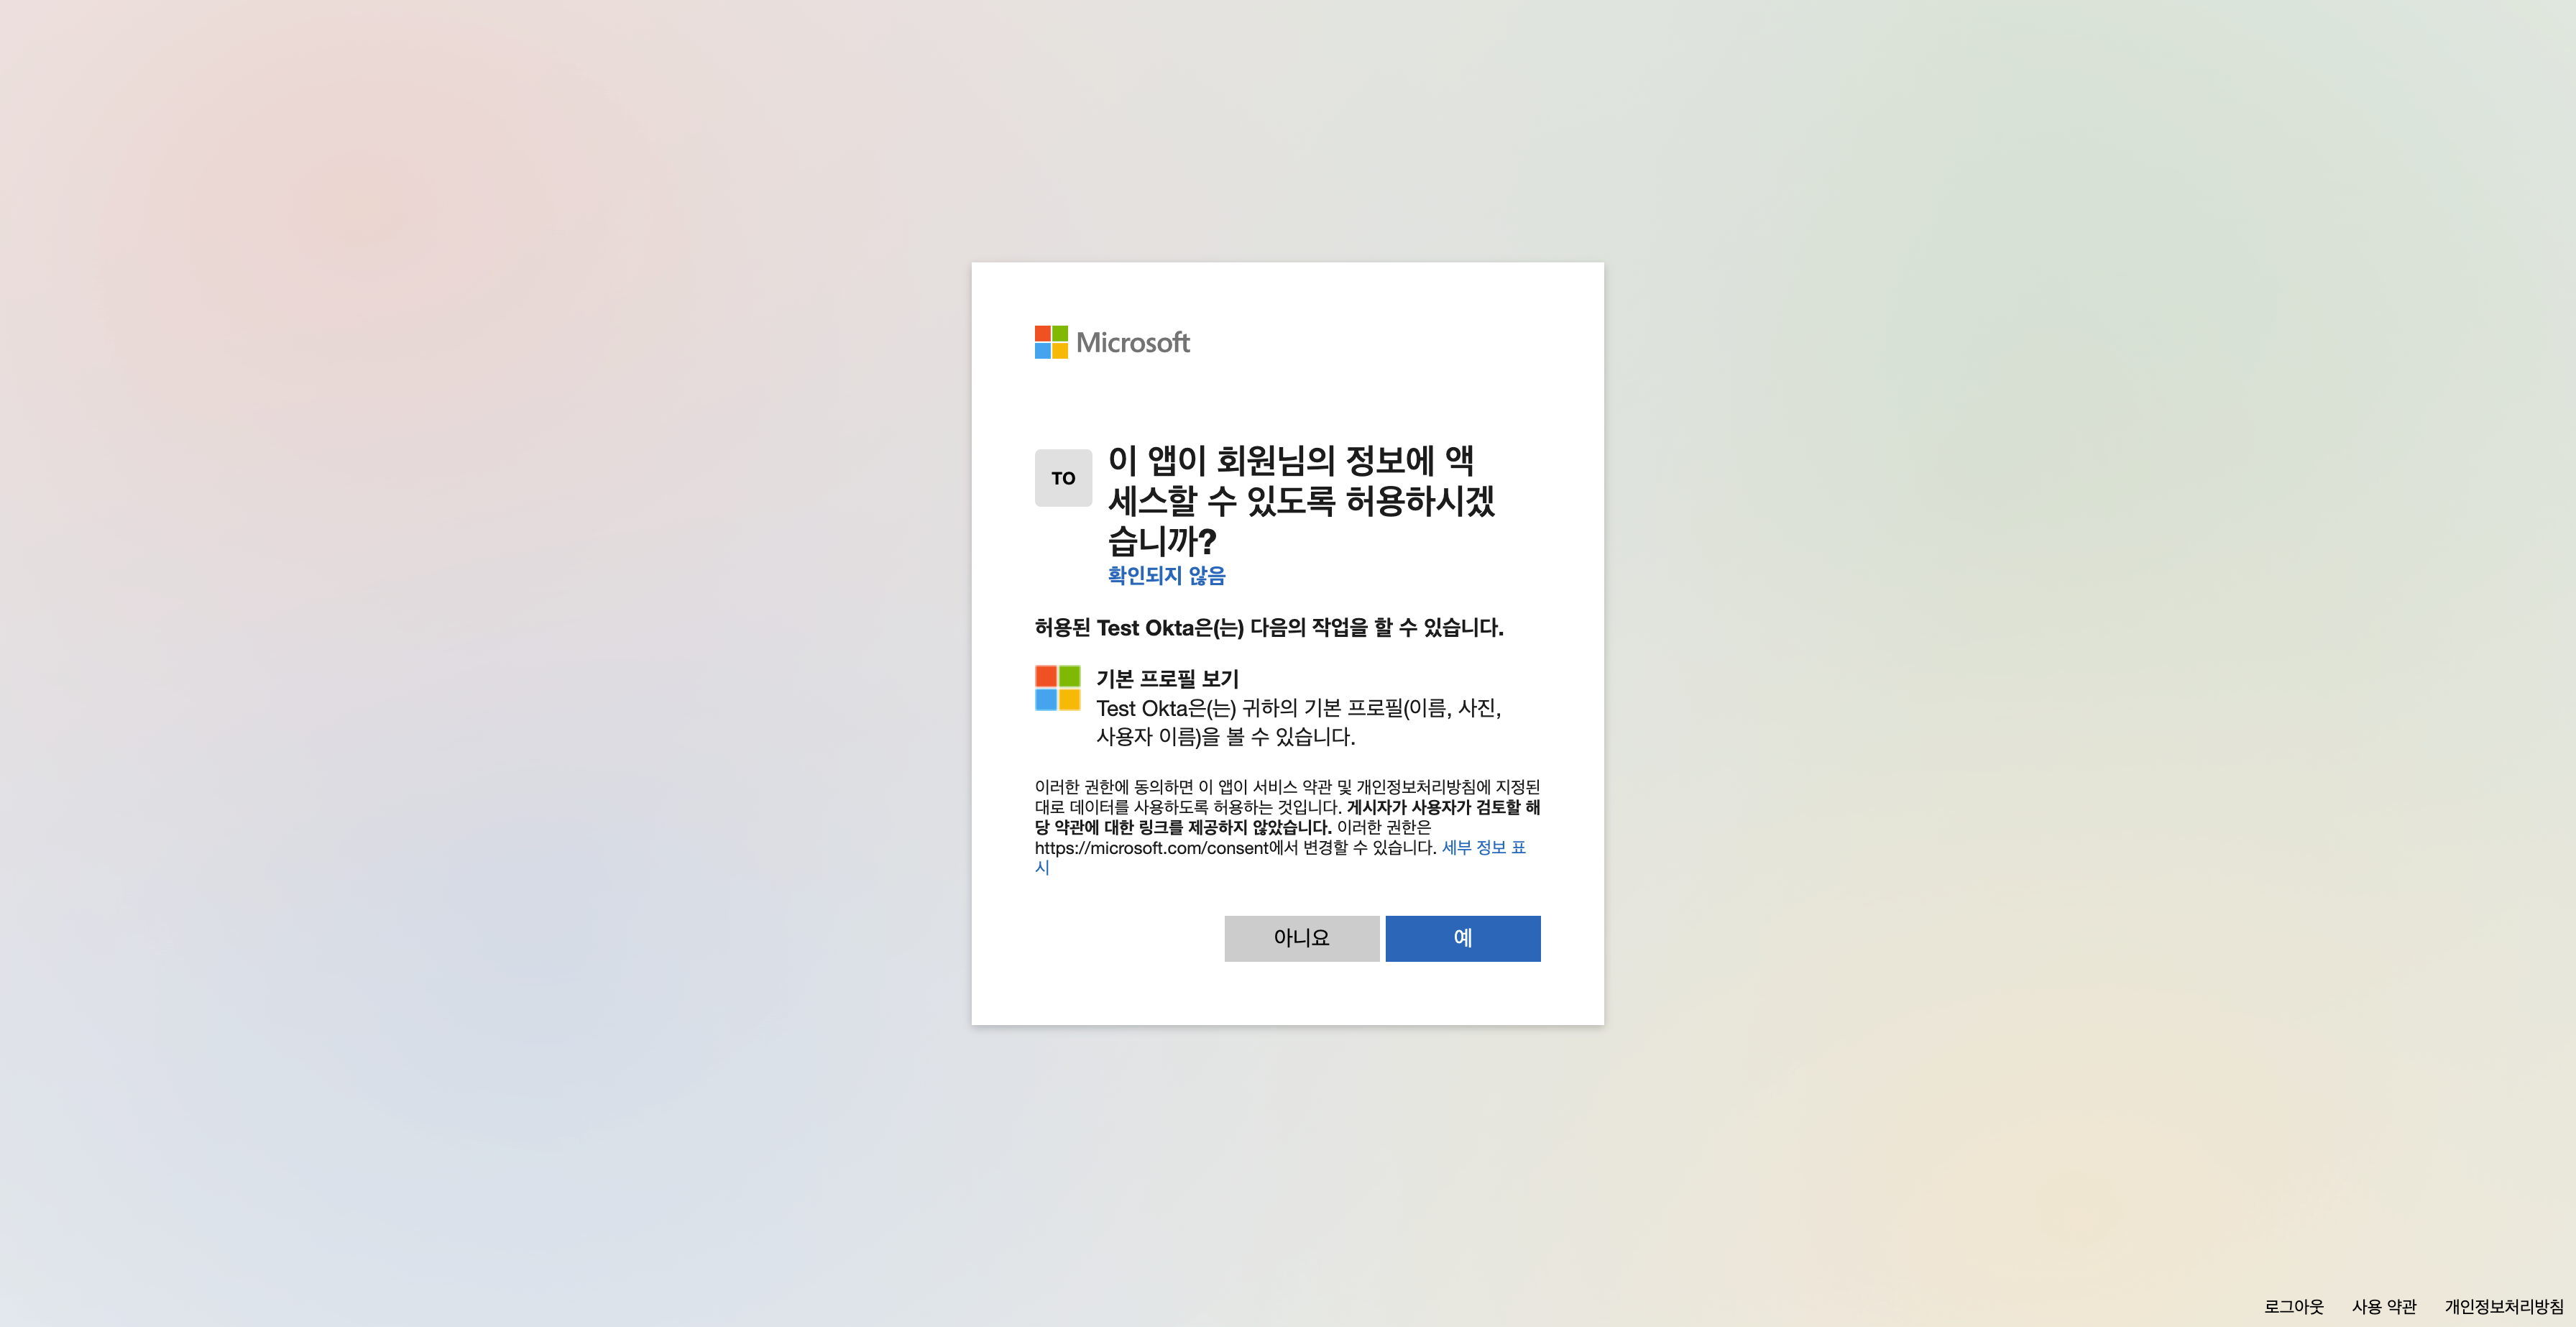 Microsoft
TO
이 앱이 회원님의 정보에 액
세스할 수 있도록 허용하시겠
습니까?
확인되지 않음
허용된 Test Okta은(는) 다음의 작업을 할 수 있습니다.
기본 프로필 보기
Test Okta은(는) 귀하의 기본 프로필(이름, 사진,
사용자 이름)을 볼 수 있습니다.
이러한 권한에 동의하면 이 앱이 서비스 약관 및 개인정보처리방침에 지정된
대로 데이터를 사용하도록 허용하는 것입니다. 게시자가 사용자가 검토할 해
당 약관에 대한 링크를 제공하지 않았습니다. 이러한 권한은
https://microsoft.com/consent에서 변경할 수 있습니다. 세부 정보 표
시
아니요 예
로그아웃 사용 약관 개인정보처리방침